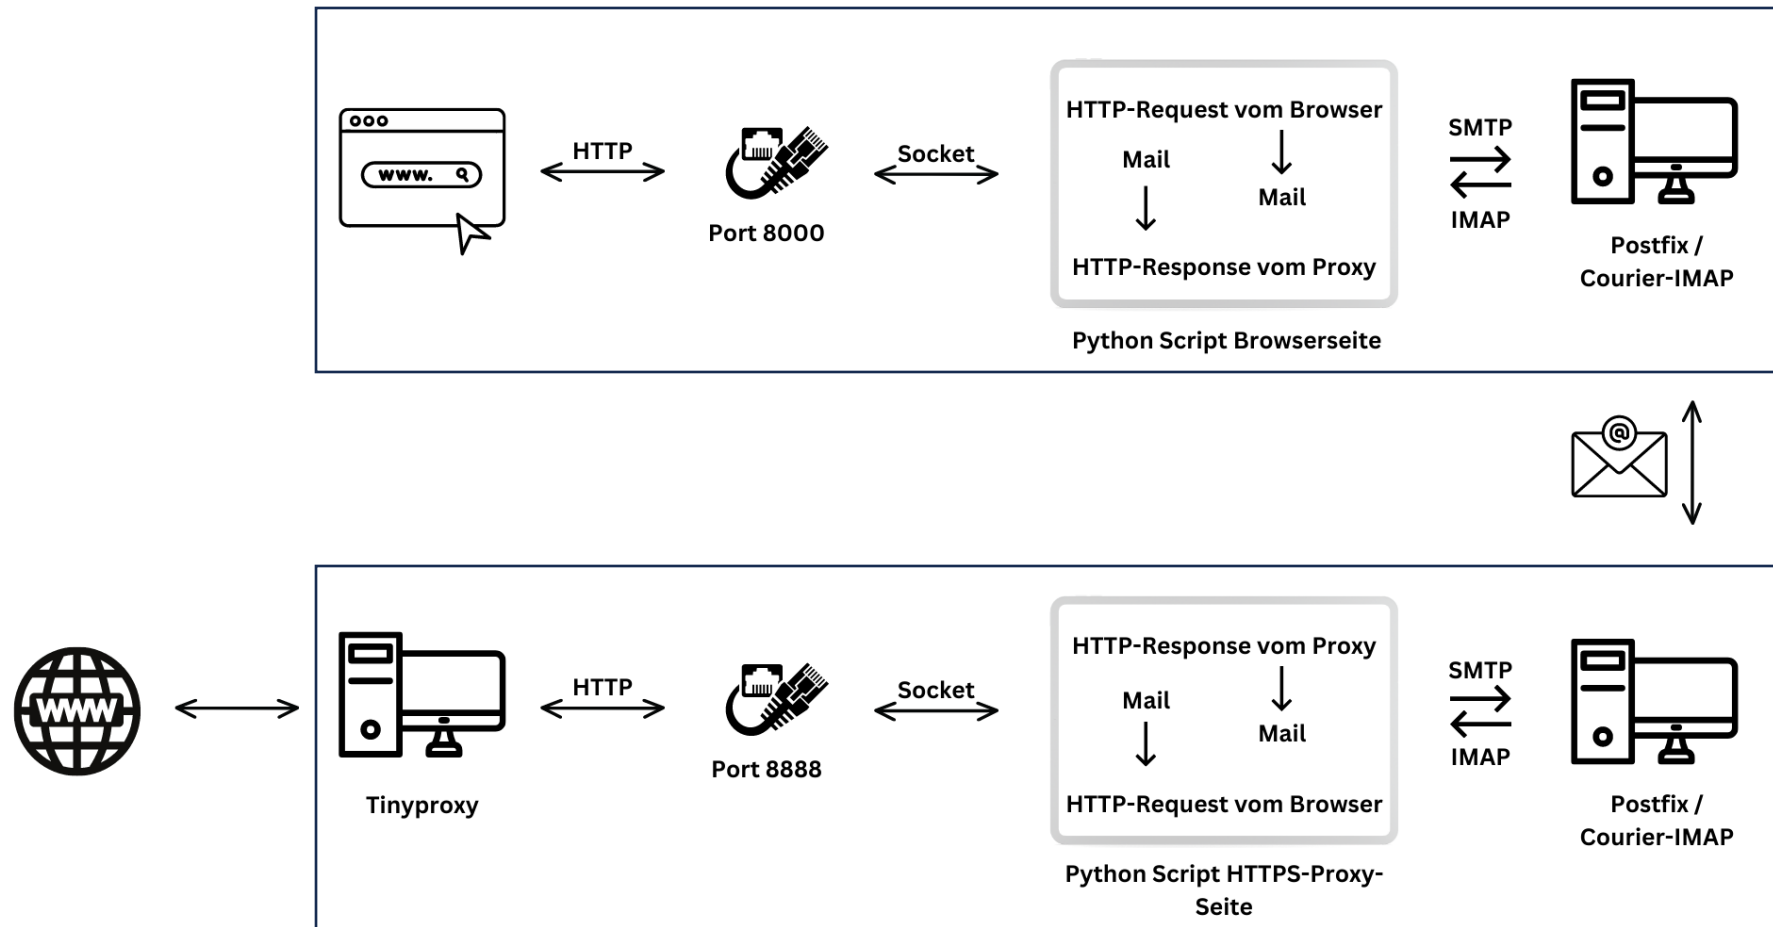 www.
HTTP
Port 8000
Socket
HTTP-Request vom Browser
Mail
Mail
HTTP-Response vom Proxy
Python Script Browserseite
SMTP
IMAP
Postfix /
Courier-IMAP
@
WWW
Tinyproxy
HTTP
Port 8888
Socket
HTTP-Response vom Proxy
Mail
Mail
HTTP-Request vom Browser
Python Script HTTPS-Proxy-
Seite
SMTP
IMAP
Postfix /
Courier-IMAP